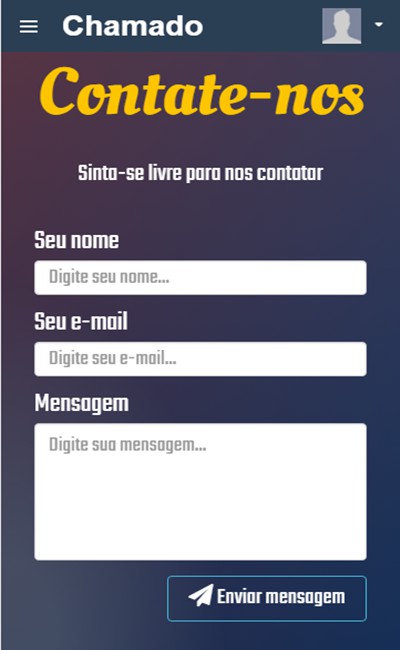 Chamado
Contate-nos
Sinta-se livre para nos contatar
Seu nome
Digite seu nome...
Seu e-mail
Digite seu e-mail...
Mensagem
Digite sua mensagem...
Enviar mensagem